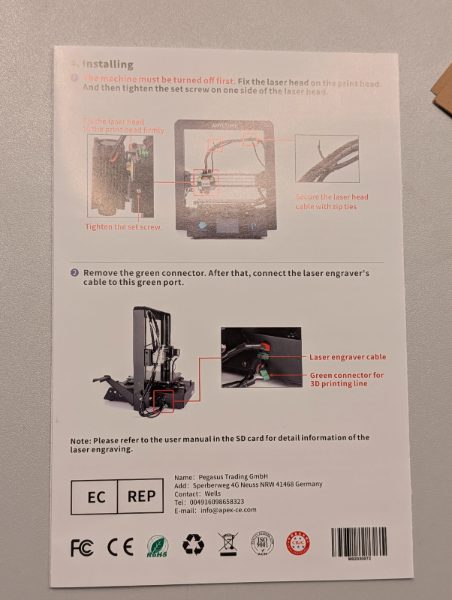 4. Installing
1 The machine must be turned off first. Fix the laser head on the print head.
And then tighten the set screw on one side of the laser head.
Fix the laser head
to the print head firmly
Tighten the set screw.
Secure the laser head
cable with zip ties
2 Remove the green connector. After that, connect the laser engraver's
cable to this green port.
Laser engraver cable
Green connector for
3D printing line
Note: Please refer to the user manual in the SD card for detail information of the
laser engraving.
EC REP
Name: Pegasus Trading GmbH
Add: Sperberweg 4G Neuss NRW 41468 Germany
Contact: Wells
Tel: 004916098658323
E-mail: info@apex-ce.com
FC CE RoHS ISO 9001